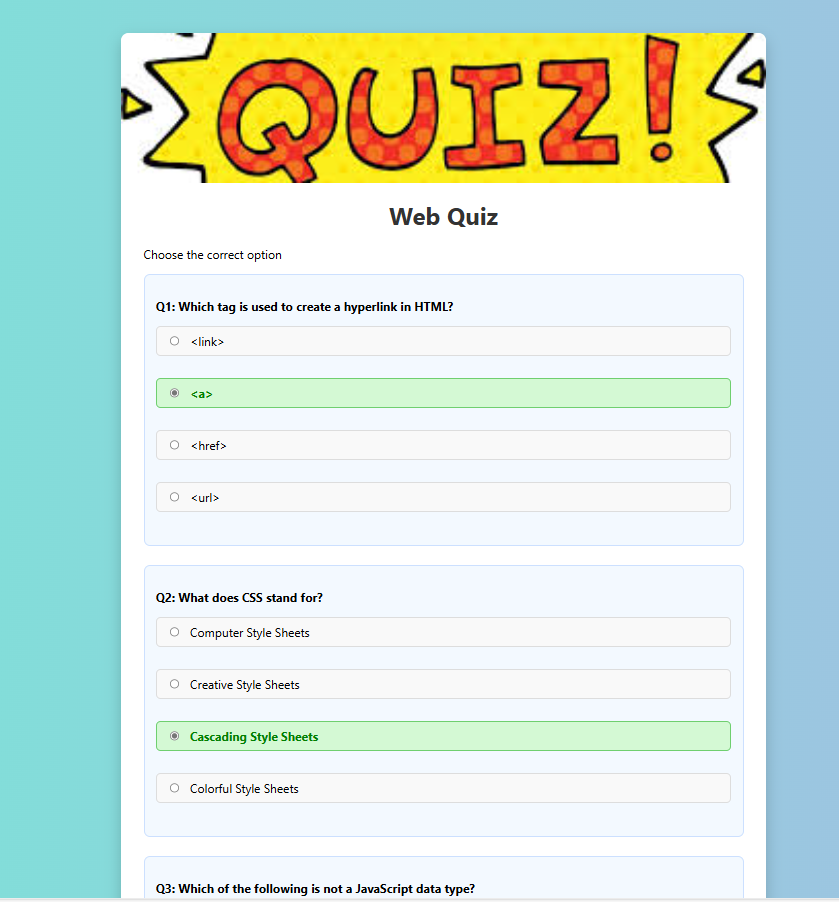 QUIZ!
Web Quiz
Choose the correct option
Q1: Which tag is used to create a hyperlink in HTML?
<link>
<a>
<href>
<url>
Q2: What does CSS stand for?
Computer Style Sheets
Creative Style Sheets
Cascading Style Sheets
Colorful Style Sheets
Q3: Which of the following is not a JavaScript data type?